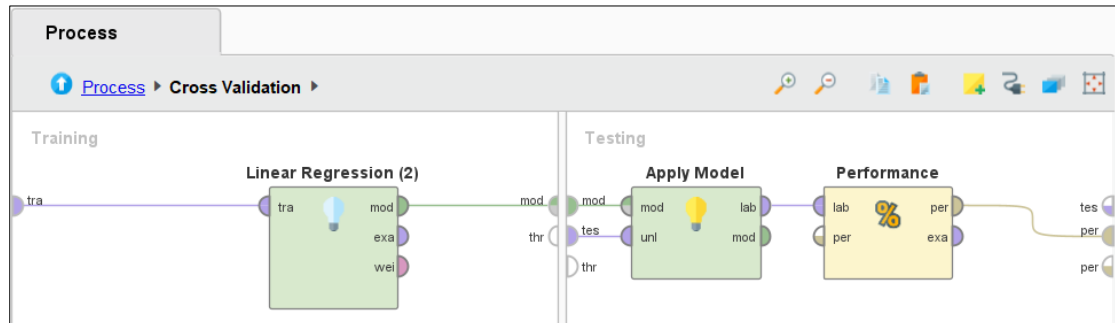 Process
Process ▸ Cross Validation ▸
Training
Testing
Linear Regression (2)
Apply Model
Performance
tra
tra
mod
exa
wei
mod
thr
mod
tes
thr
mod
unl
lab
mod
lab
per
per
exa
tes
per
per